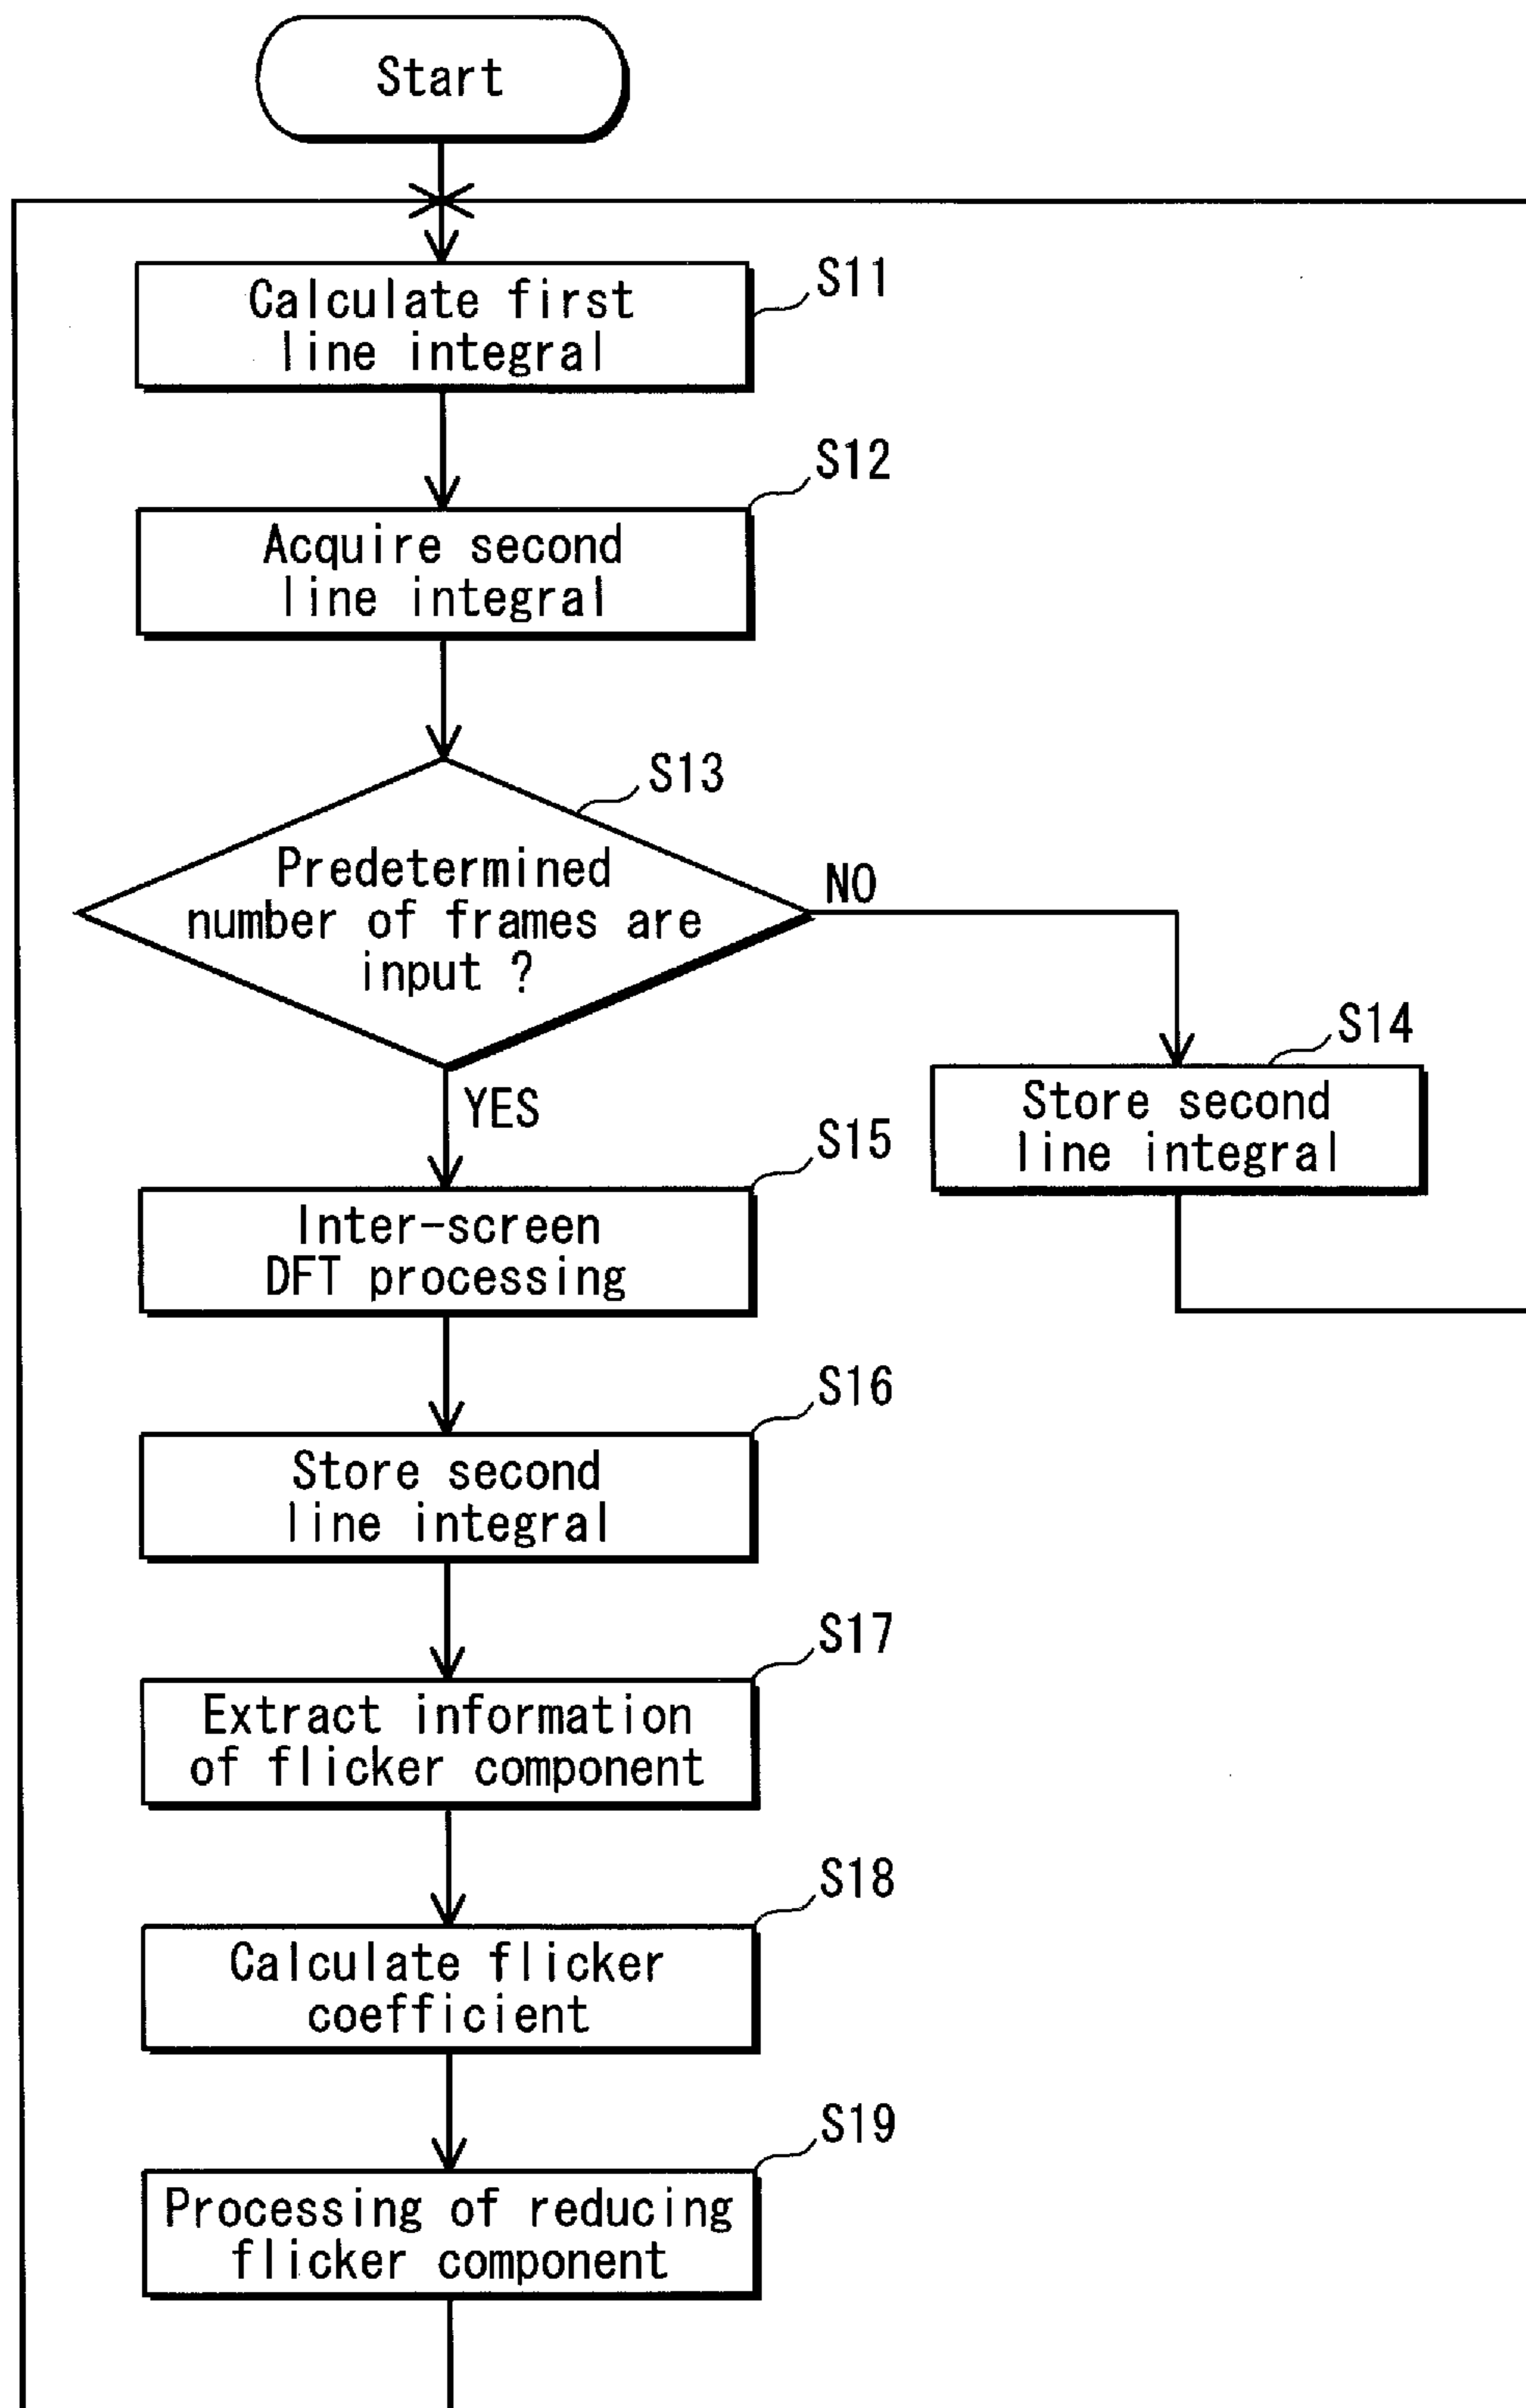 Start
S11
Calculate first
line integral
S12
Acquire second
line integral
S13
Predetermined
number of frames are
input ?
NO
YES
S14
Store second
line integral
S15
Inter-screen
DFT processing
S16
Store second
line integral
S17
Extract information
of flicker component
S18
Calculate flicker
coefficient
S19
Processing of reducing
flicker component